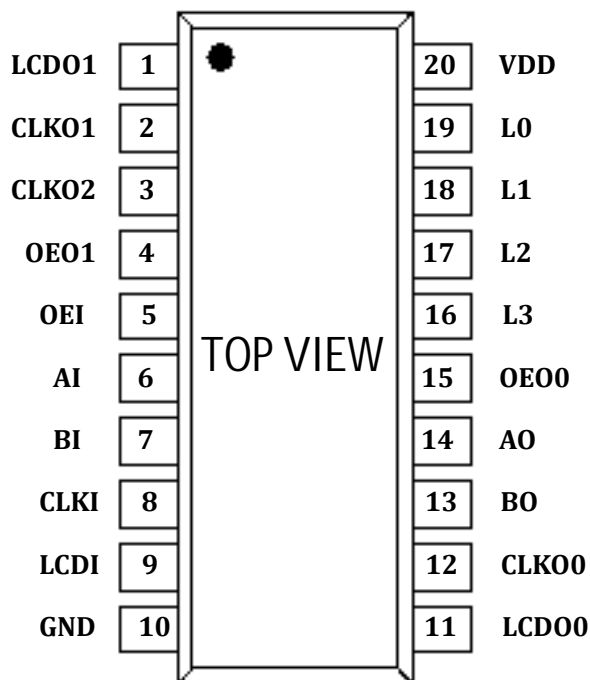 LCDO1 1 20 VDD
CLKO1 2 19 L0
CLKO2 3 18 L1
OEO1 4 17 L2
OEI 5 16 L3
TOP VIEW
AI 6 15 OEO0
BI 7 14 AO
CLKI 8 13 BO
LCDI 9 12 CLKO0
GND 10 11 LCDO0